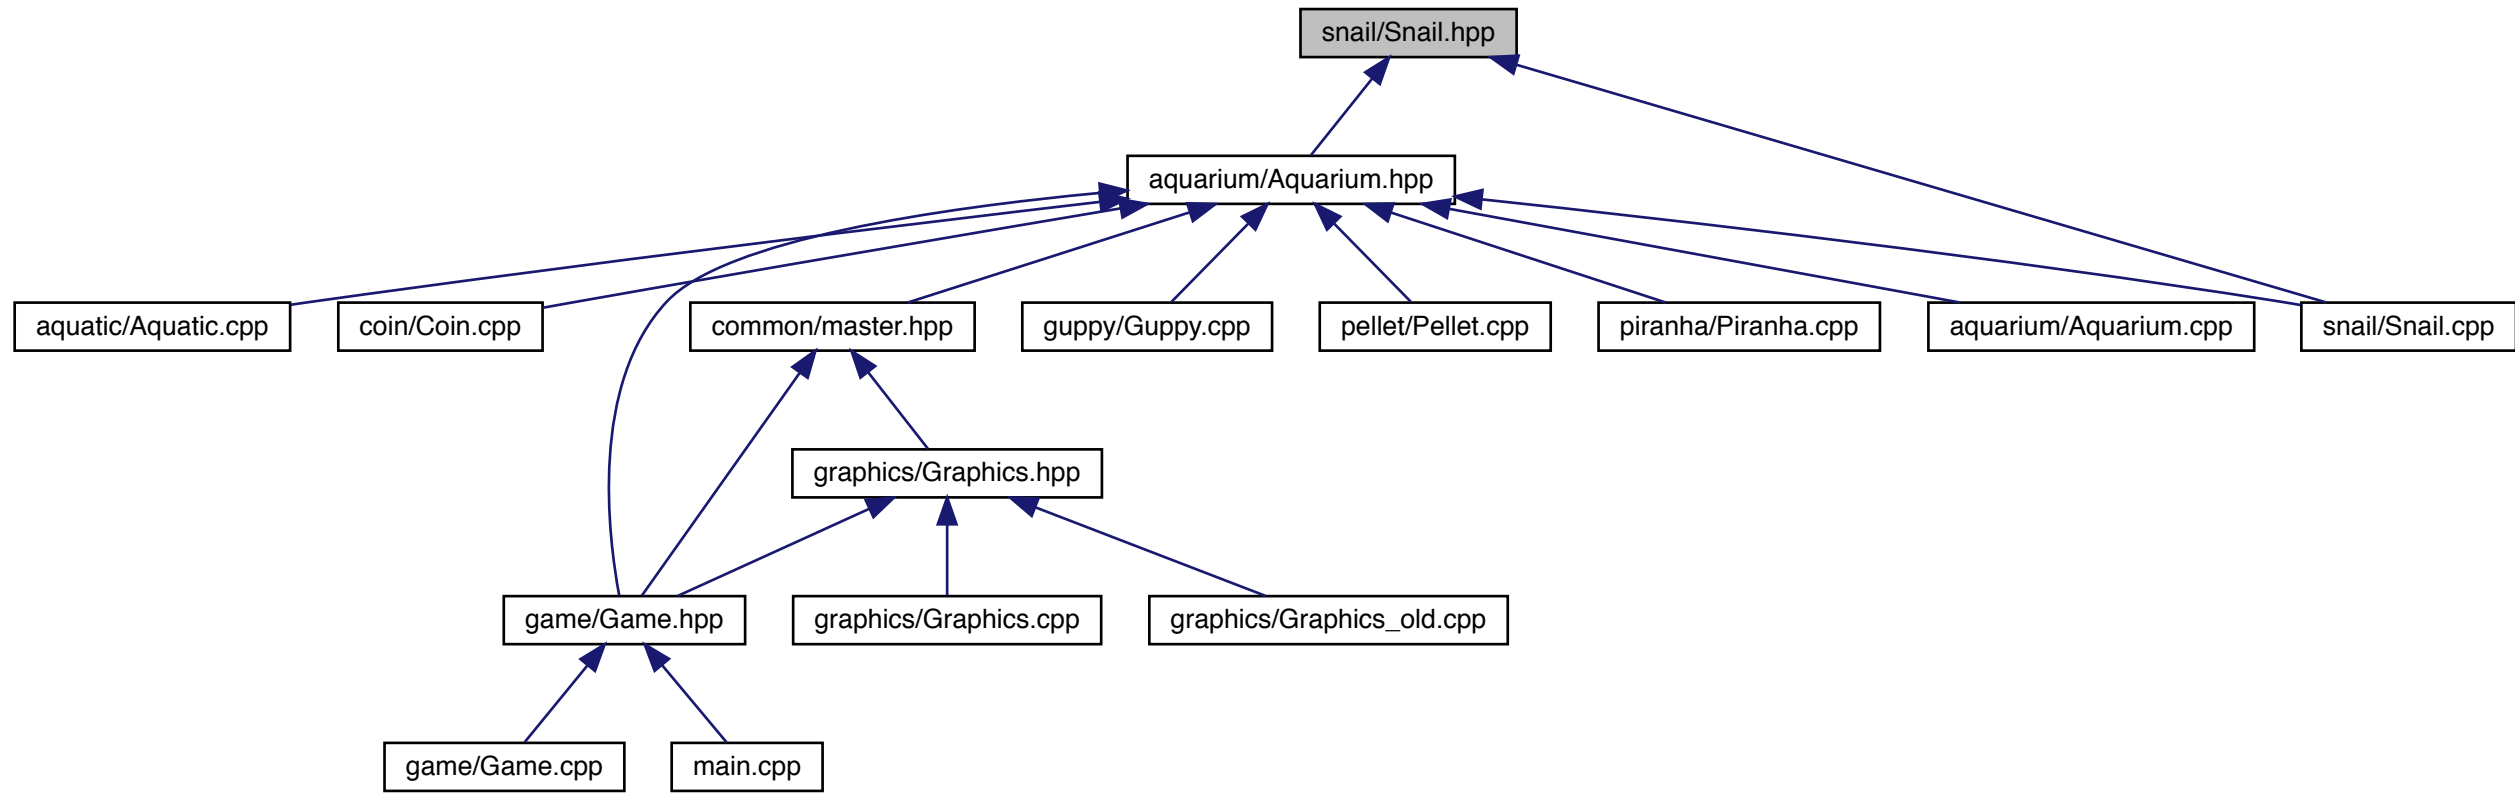 snail/Snail.hpp
aquarium/Aquarium.hpp
aquatic/Aquatic.cpp
coin/Coin.cpp
common/master.hpp
guppy/Guppy.cpp
pellet/Pellet.cpp
piranha/Piranha.cpp
aquarium/Aquarium.cpp
snail/Snail.cpp
graphics/Graphics.hpp
game/Game.hpp
graphics/Graphics.cpp
graphics/Graphics_old.cpp
game/Game.cpp
main.cpp